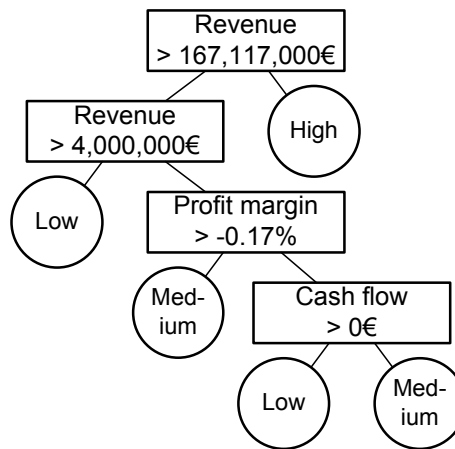 Revenue
> 167,117,000€
Revenue
> 4,000,000€
High
Low
Profit margin
> -0.17%
Med-
ium
Cash flow
> 0€
Low
Med-
ium